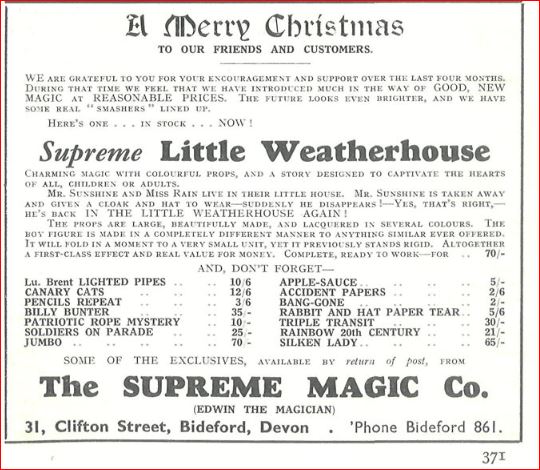 A Merry Christmas
TO OUR FRIENDS AND CUSTOMERS.
WE ARE GRATEFUL TO YOU FOR YOUR ENCOURAGEMENT AND SUPPORT OVER THE LAST FOUR MONTHS.
DURING THAT TIME WE FEEL THAT WE HAVE INTRODUCED MUCH IN THE WAY OF GOOD, NEW
MAGIC AT REASONABLE PRICES. THE FUTURE LOOKS EVEN BRIGHTER, AND WE HAVE
SOME REAL "SMASHERS" LINED UP.
HERE'S ONE . . . IN STOCK . . . NOW!
Supreme Little Weatherhouse
CHARMING MAGIC WITH COLOURFUL PROPS, AND A STORY DESIGNED TO CAPTIVATE THE HEARTS
OF ALL, CHILDREN OR ADULTS.
MR. SUNSHINE AND MISS RAIN LIVE IN THEIR LITTLE HOUSE. MR. SUNSHINE IS TAKEN AWAY
AND GIVEN A CLOAK AND HAT TO WEAR—SUDDENLY HE DISAPPEARS!—YES, THAT'S RIGHT,—
HE'S BACK IN THE LITTLE WEATHERHOUSE AGAIN!
THE PROPS ARE LARGE, BEAUTIFULLY MADE, AND LACQUERED IN SEVERAL COLOURS. THE
BOY FIGURE IS MADE IN A COMPLETELY DIFFERENT MANNER TO ANYTHING SIMILAR EVER OFFERED.
IT WILL FOLD IN A MOMENT TO A VERY SMALL UNIT, YET IT PREVIOUSLY STANDS RIGID. ALTOGETHER
A FIRST-CLASS EFFECT AND REAL VALUE FOR MONEY. COMPLETE, READY TO WORK—FOR .. 70/-
AND, DON'T FORGET—
Lu. Brent LIGHTED PIPES .. 10/6
CANARY CATS .. .. .. 12/6
PENCILS REPEAT .. .. 3/6
BILLY BUNTER .. .. .. 35/-
PATRIOTIC ROPE MYSTERY .. 10/-
SOLDIERS ON PARADE .. .. 25/-
JUMBO .. .. .. .. 70/-
APPLE-SAUCE .. .. .. 5/-
ACCIDENT PAPERS .. .. 2/6
BANG-GONE .. .. .. 2/-
RABBIT AND HAT PAPER TEAR .. 5/6
TRIPLE TRANSIT .. .. 30/-
RAINBOW 20th CENTURY .. 21/-
SILKEN LADY .. .. .. 65/-
SOME OF THE EXCLUSIVES, AVAILABLE BY return of post, FROM
The SUPREME MAGIC Co.
(EDWIN THE MAGICIAN)
31, Clifton Street, Bideford, Devon . 'Phone Bideford 861.
371